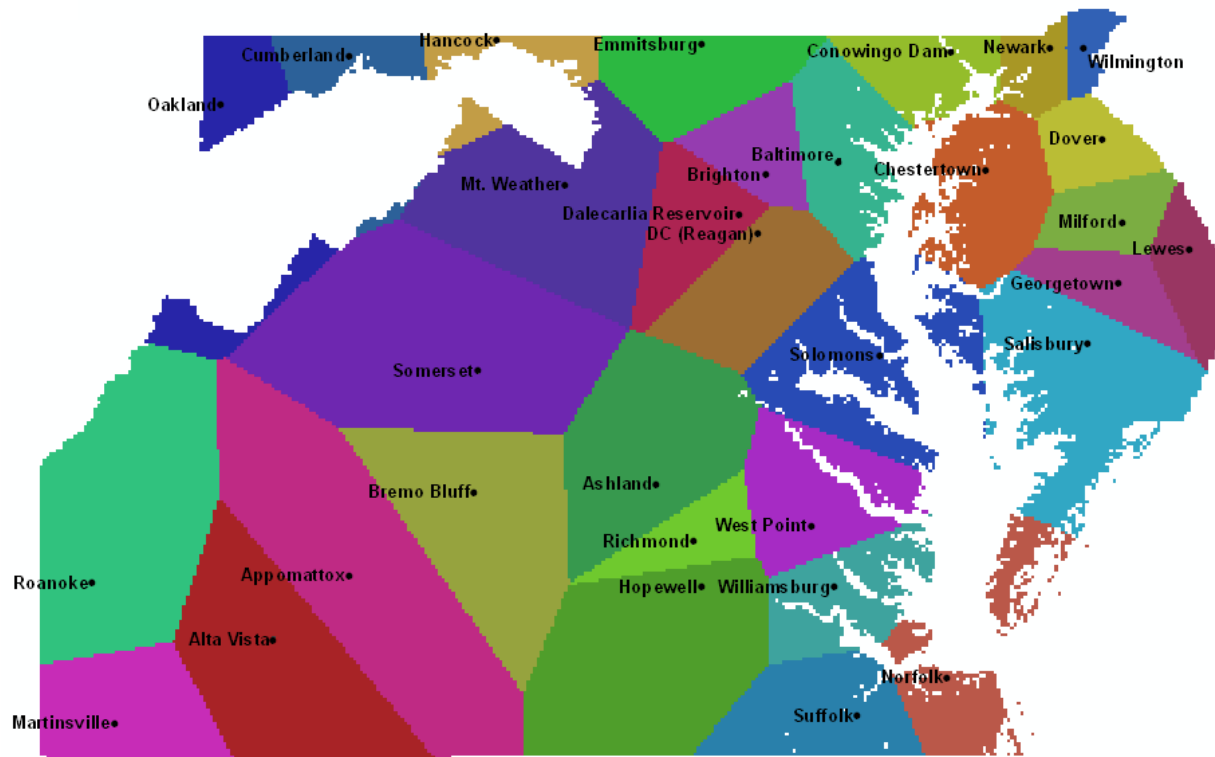 Hancock
Emmitsburg
Cumberland
Conowingo Dam
Newark
Wilmington
Oakland
Dover
Baltimore
Chestertown
Brighton
Mt. Weather
Dalecarlia Reservoir
Milford
DC (Reagan)
Lewes
Georgetown
Salisbury
Solomons
Somerset
Ashland
Bremo Bluff
West Point
Richmond
Roanoke
Appomattox
Hopewell
Williamsburg
Alta Vista
Norfolk
Suffolk
Martinsville